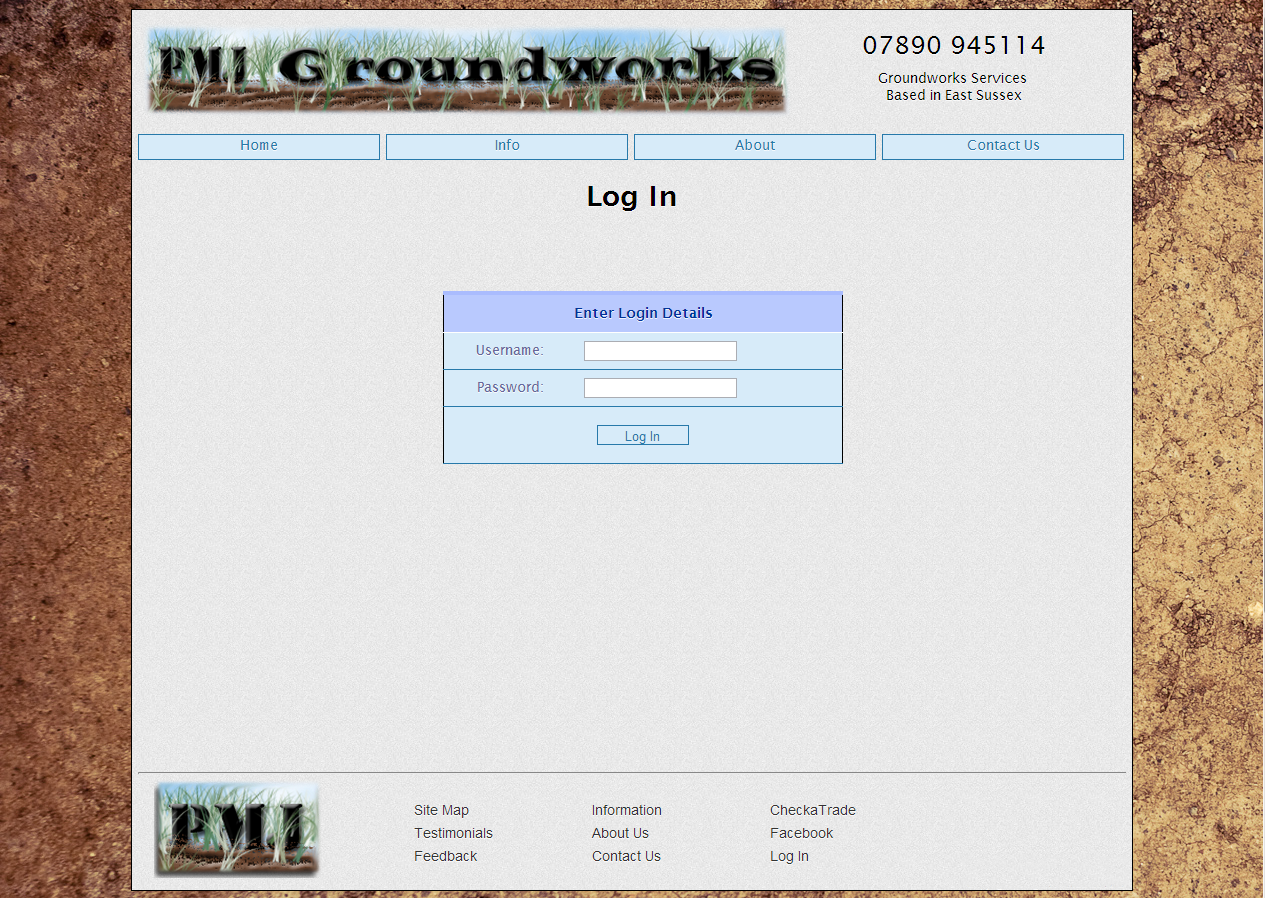 PMJ Groundworks
07890 945114
Groundworks Services
Based in East Sussex
Home Info About Contact Us
Log In
Enter Login Details
Username:
Password:
Log In
PMJ
Site Map Information CheckaTrade
Testimonials About Us Facebook
Feedback Contact Us Log In